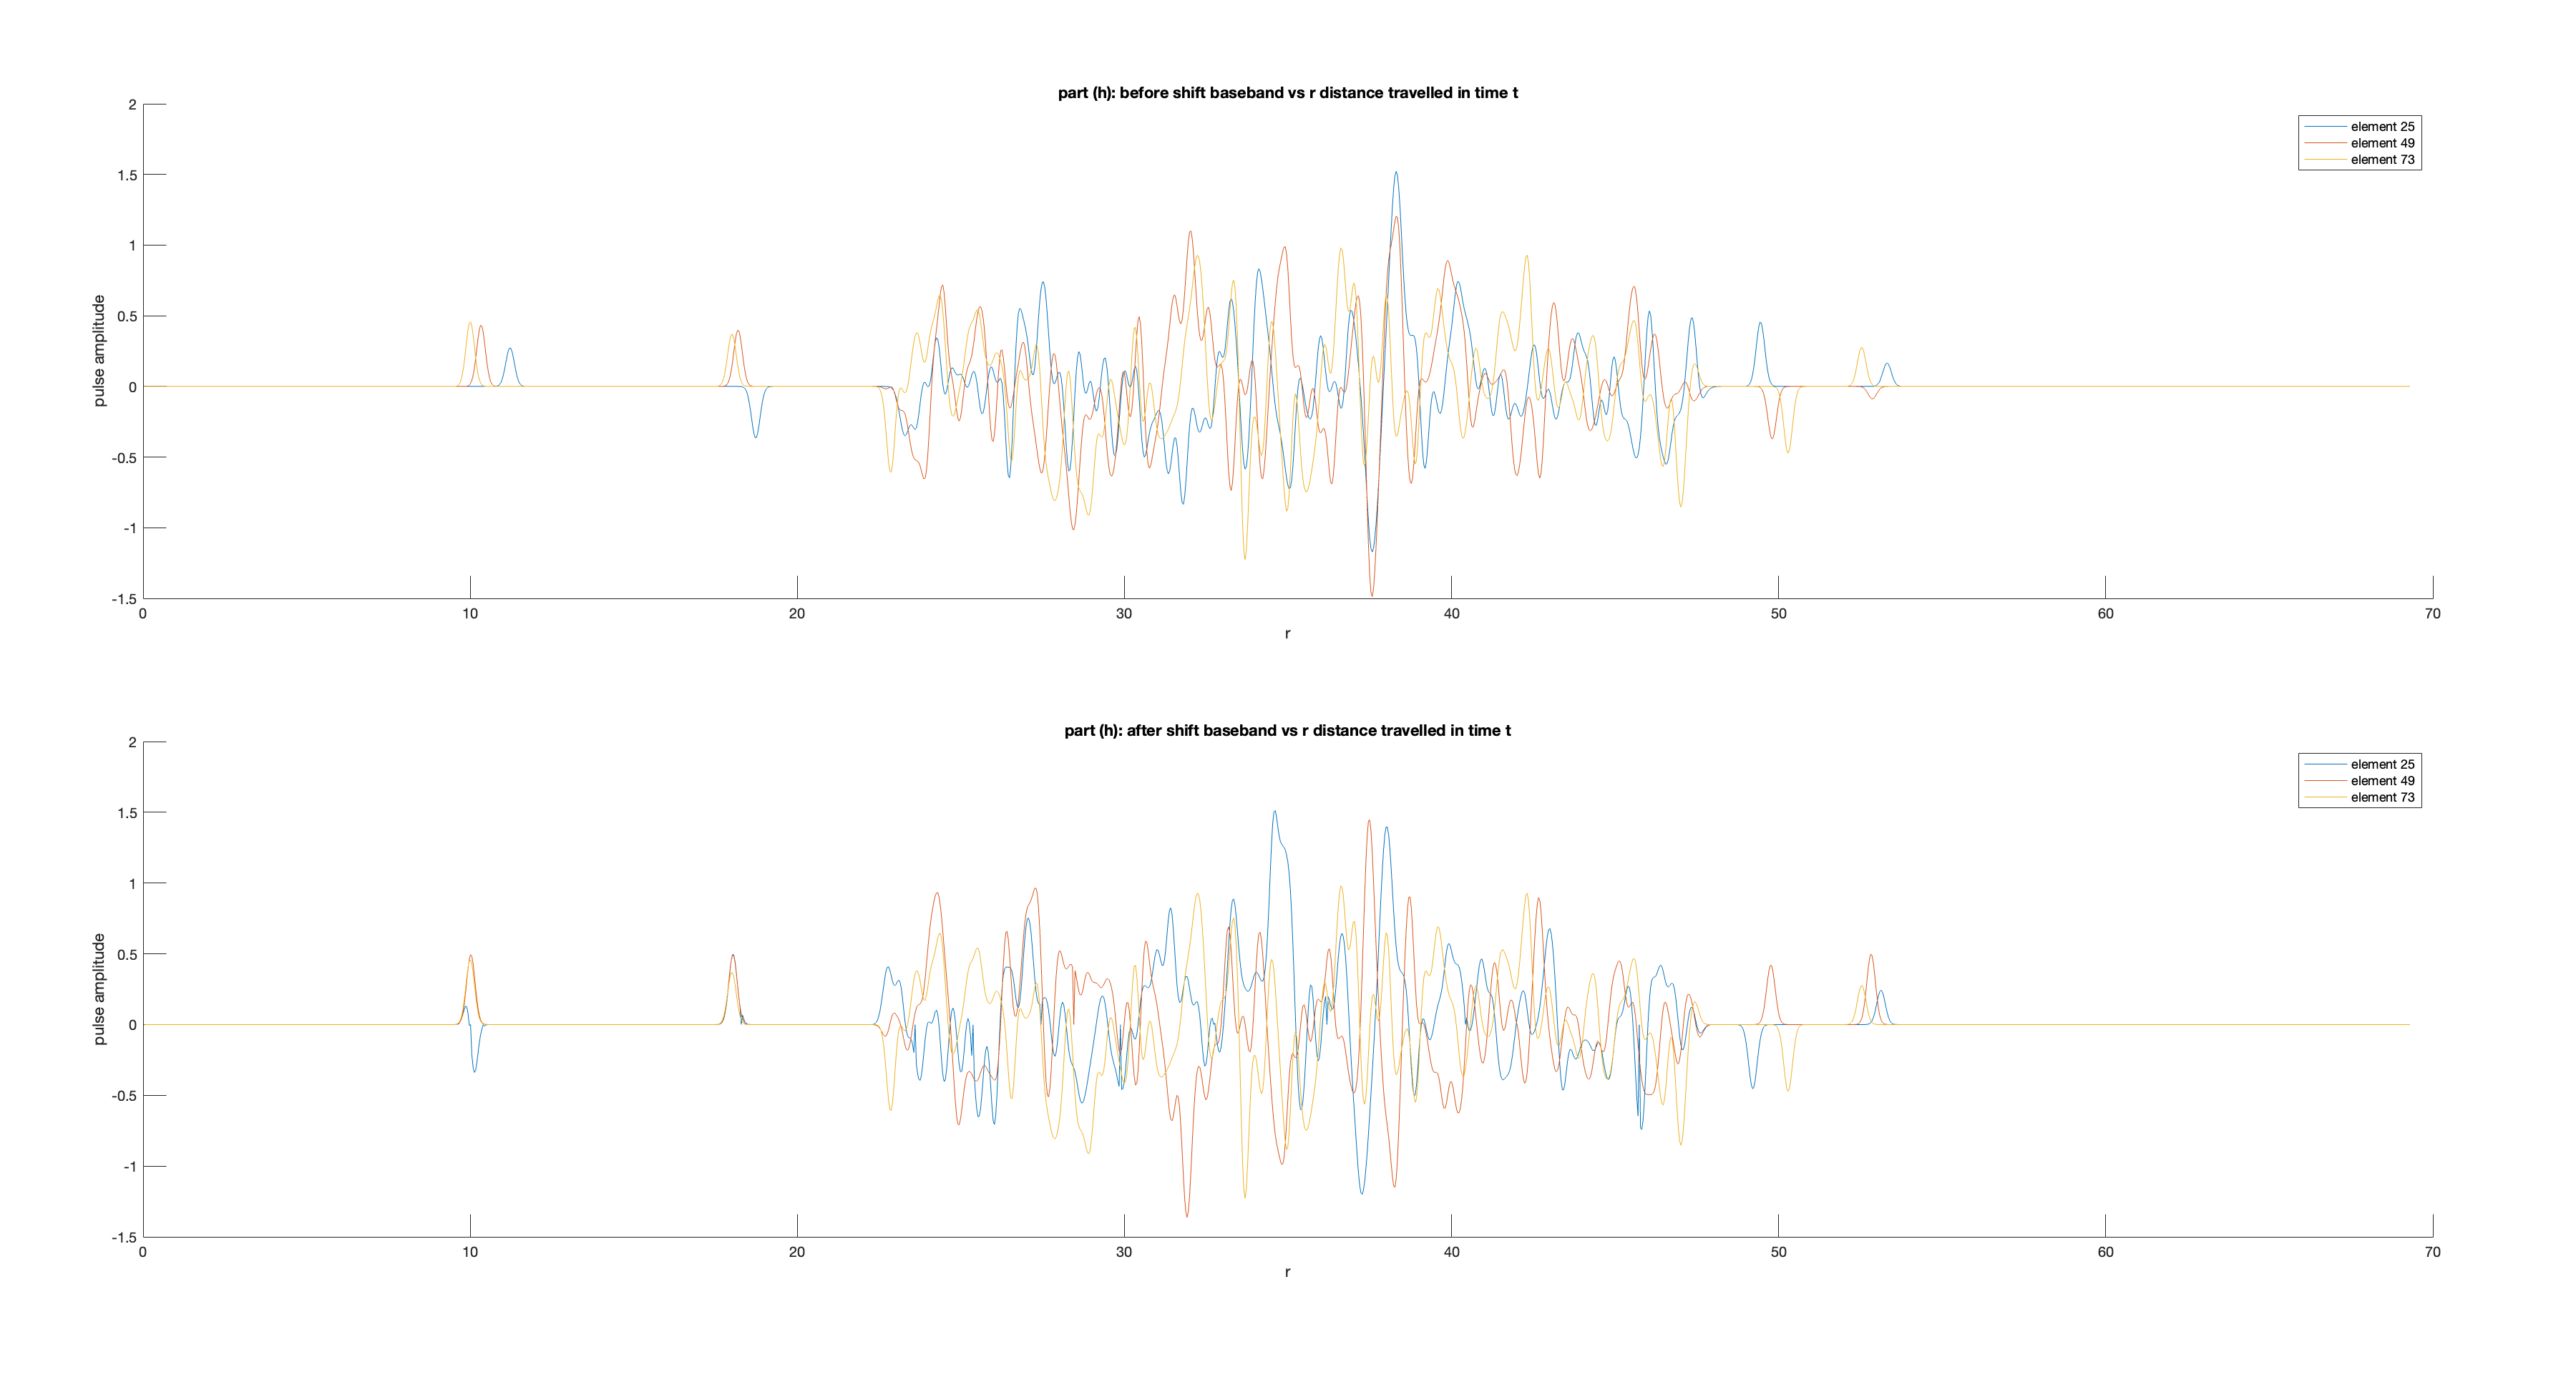 part (h): before shift baseband vs r distance travelled in time t
2
1.5
1
0.5
0
-0.5
-1
-1.5
pulse amplitude
element 25
element 49
element 73
0 10 20 30 40 50 60 70
r
part (h): after shift baseband vs r distance travelled in time t
2
1.5
1
0.5
0
-0.5
-1
-1.5
pulse amplitude
element 25
element 49
element 73
0 10 20 30 40 50 60 70
r